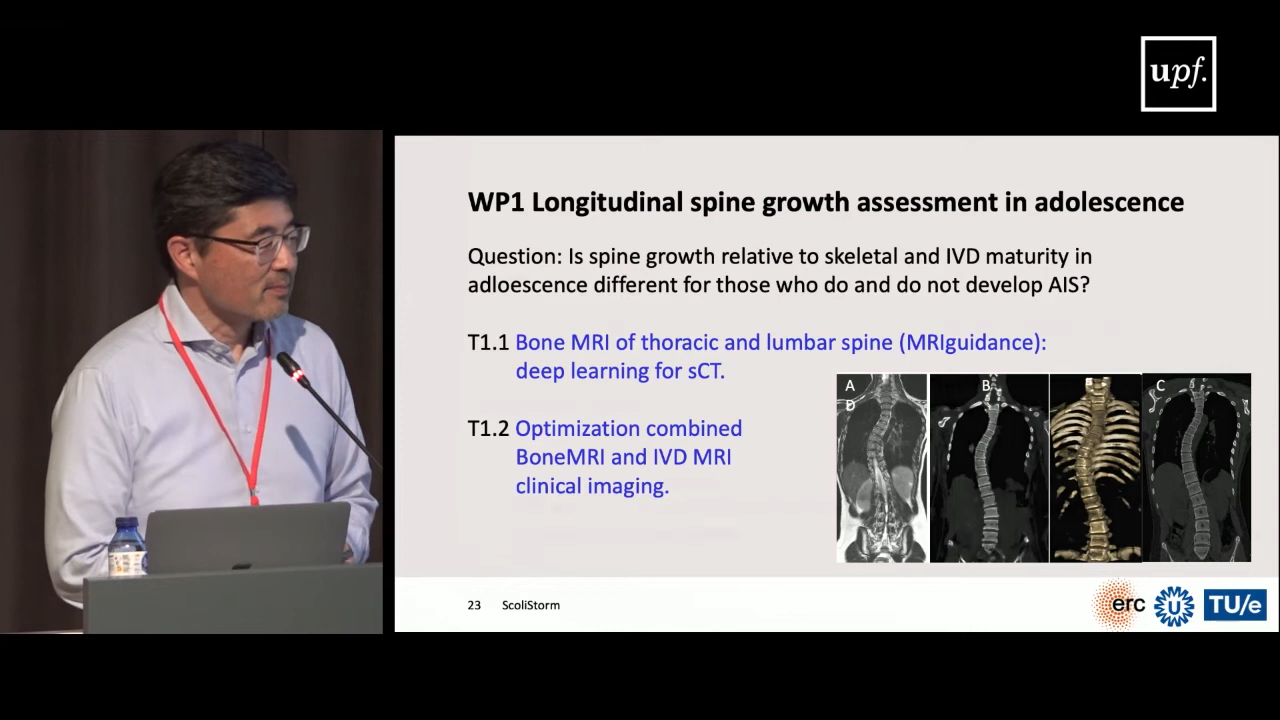 upf.
WP1 Longitudinal spine growth assessment in adolescence
Question: Is spine growth relative to skeletal and IVD maturity in
adloescence different for those who do and do not develop AIS?
T1.1 Bone MRI of thoracic and lumbar spine (MRIguidance):
deep learning for sCT.
T1.2 Optimization combined
BoneMRI and IVD MRI
clinical imaging.
A
D
B
B
C
23 ScoliStorm
erc
U
TU/e